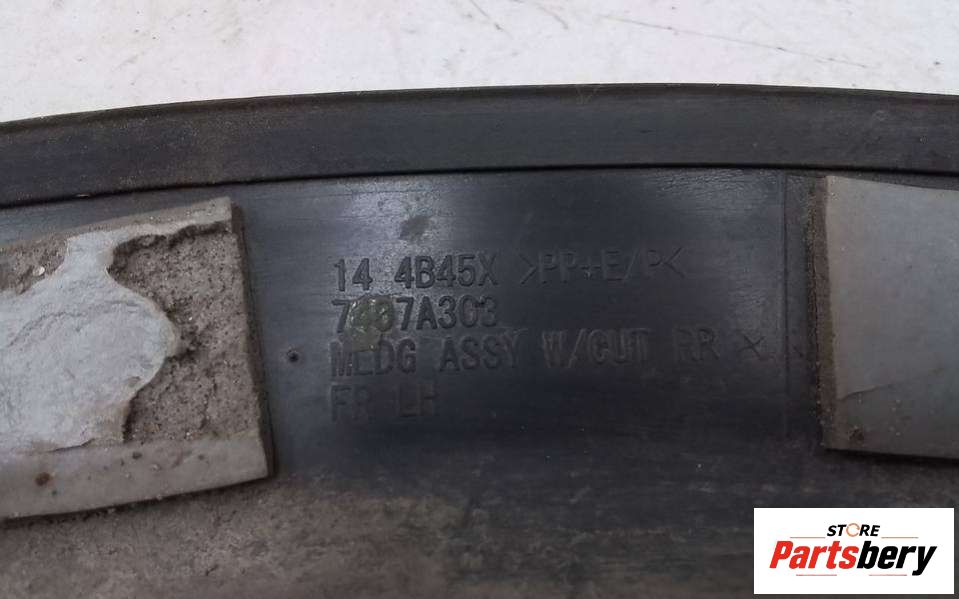 14 4B45X >PP+E/P<
7407A303
MLDG ASSY W/CUT RR
FR LH
STORE
Partsbery